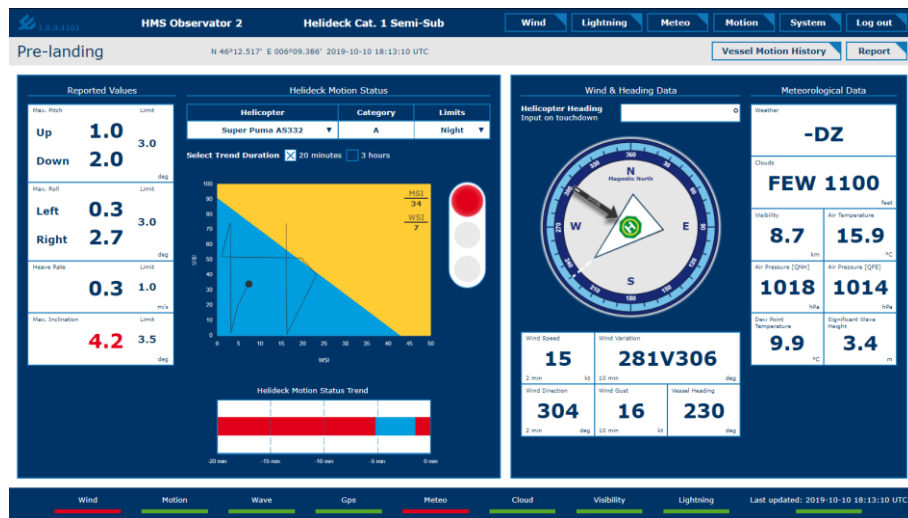 1.0.0.1101
HMS Observator 2
Helideck Cat. 1 Semi-Sub
Wind
Lightning
Meteo
Motion
System
Log out
Pre-landing
N 46°12.517' E 006°09.386' 2019-10-10 18:13:10 UTC
Vessel Motion History
Report
Reported Values
Max. Pitch Limit
Up 1.0
3.0
Down 2.0
deg
Max. Roll Limit
Left 0.3
3.0
Right 2.7
deg
Heave Rate Limit
0.3 1.0
m/s
Max. Inclination Limit
4.2 3.5
deg
Helideck Motion Status
Helicopter Category Limits
Super Puma AS332 ▼ A Night ▼
Select Trend Duration 20 minutes 3 hours
MSI
34
WSI
7
100
90
80
70
60
50
40
30
20
10
0
MSI
0 5 10 15 20 25 30 35 40 45 50
WSI
Helideck Motion Status Trend
-20 min -15 min -10 min -5 min 0 min
Wind & Heading Data
Helicopter Heading
Input on touchdown
0
360
N
Magnetic North
30
60
E
W
S
180
210
240
270
300
Wind Speed
15
2 min kt
Wind Variation
281V306
10 min deg
Wind Direction
304
2 min deg
Wind Gust
16
10 min kt
Vessel Heading
230
deg
Meteorological Data
Weather
-DZ
Clouds
FEW 1100
feet
Visibility
8.7
km
Air Temperature
15.9
°C
Air Pressure [QNH]
1018
hPa
Air Pressure [QFE]
1014
hPa
Dew Point
Temperature
9.9
°C
Significant Wave
Height
3.4
m
Wind
Motion
Wave
Gps
Meteo
Cloud
Visibility
Lightning
Last updated: 2019-10-10 18:13:10 UTC